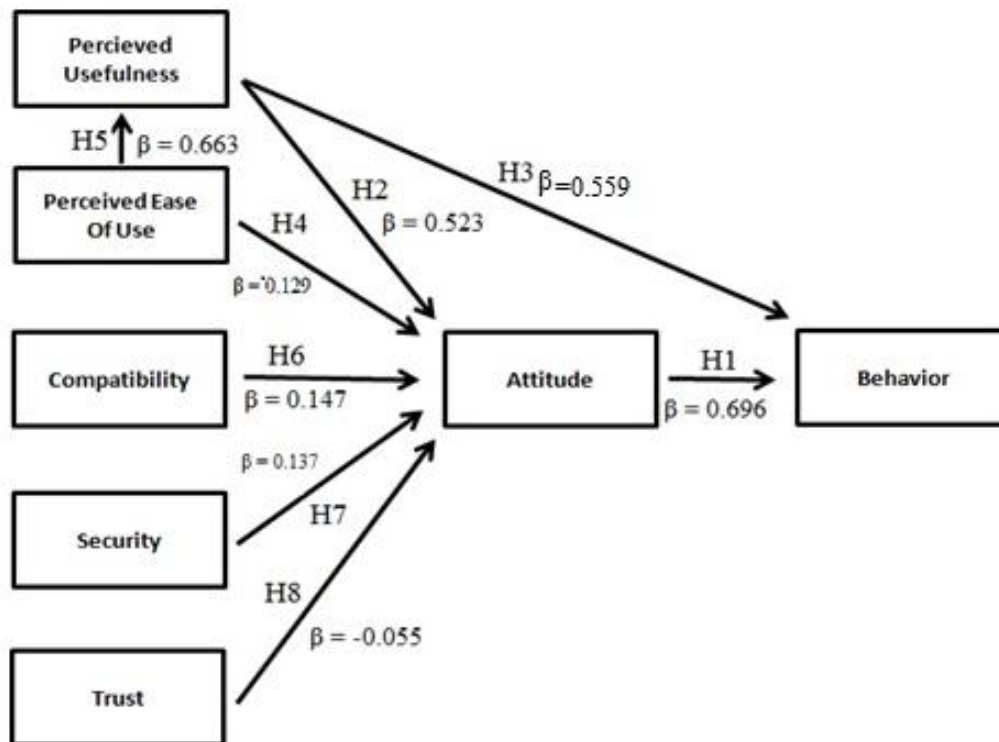 Percieved
Usefulness
H5
β = 0.663
Perceived Ease
Of Use
H3
β=0.559
H2
β = 0.523
H4
β = 0.129
Compatibility
H6
β = 0.147
Attitude
H1
β = 0.696
Behavior
β = 0.137
Security
H7
H8
β = -0.055
Trust